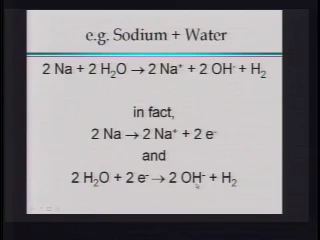 e.g. Sodium + Water
2 Na + 2 H₂O → 2 Na⁺ + 2 OH⁻ + H₂
in fact,
2 Na → 2 Na⁺ + 2 e⁻
and
2 H₂O + 2 e⁻ → 2 OH⁻ + H₂